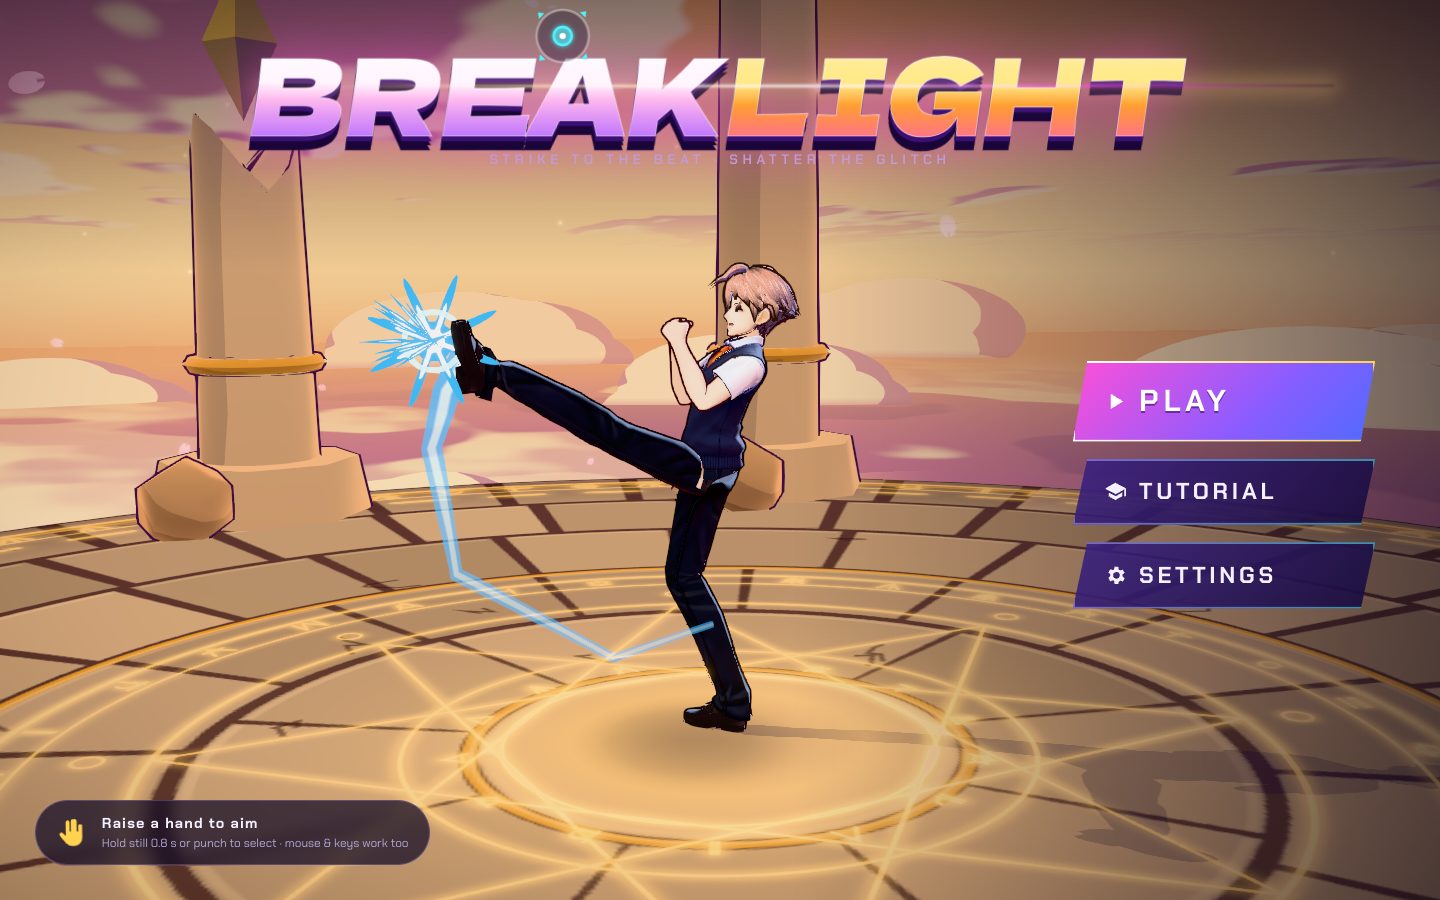 BREAKLIGHT
STRIKE TO THE BEAT · SHATTER THE GLITCH
PLAY
TUTORIAL
SETTINGS
Raise a hand to aim
Hold still 0.8 s or punch to select · mouse & keys work too